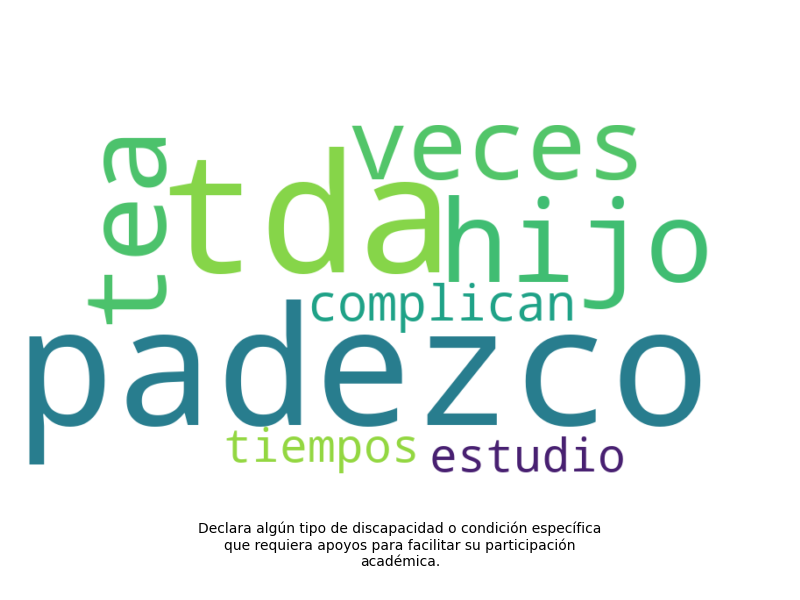 tea
veces
tda
hijo
complican
padezco
tiempos
estudio
Declara algún tipo de discapacidad o condición específica
que requiera apoyos para facilitar su participación
académica.